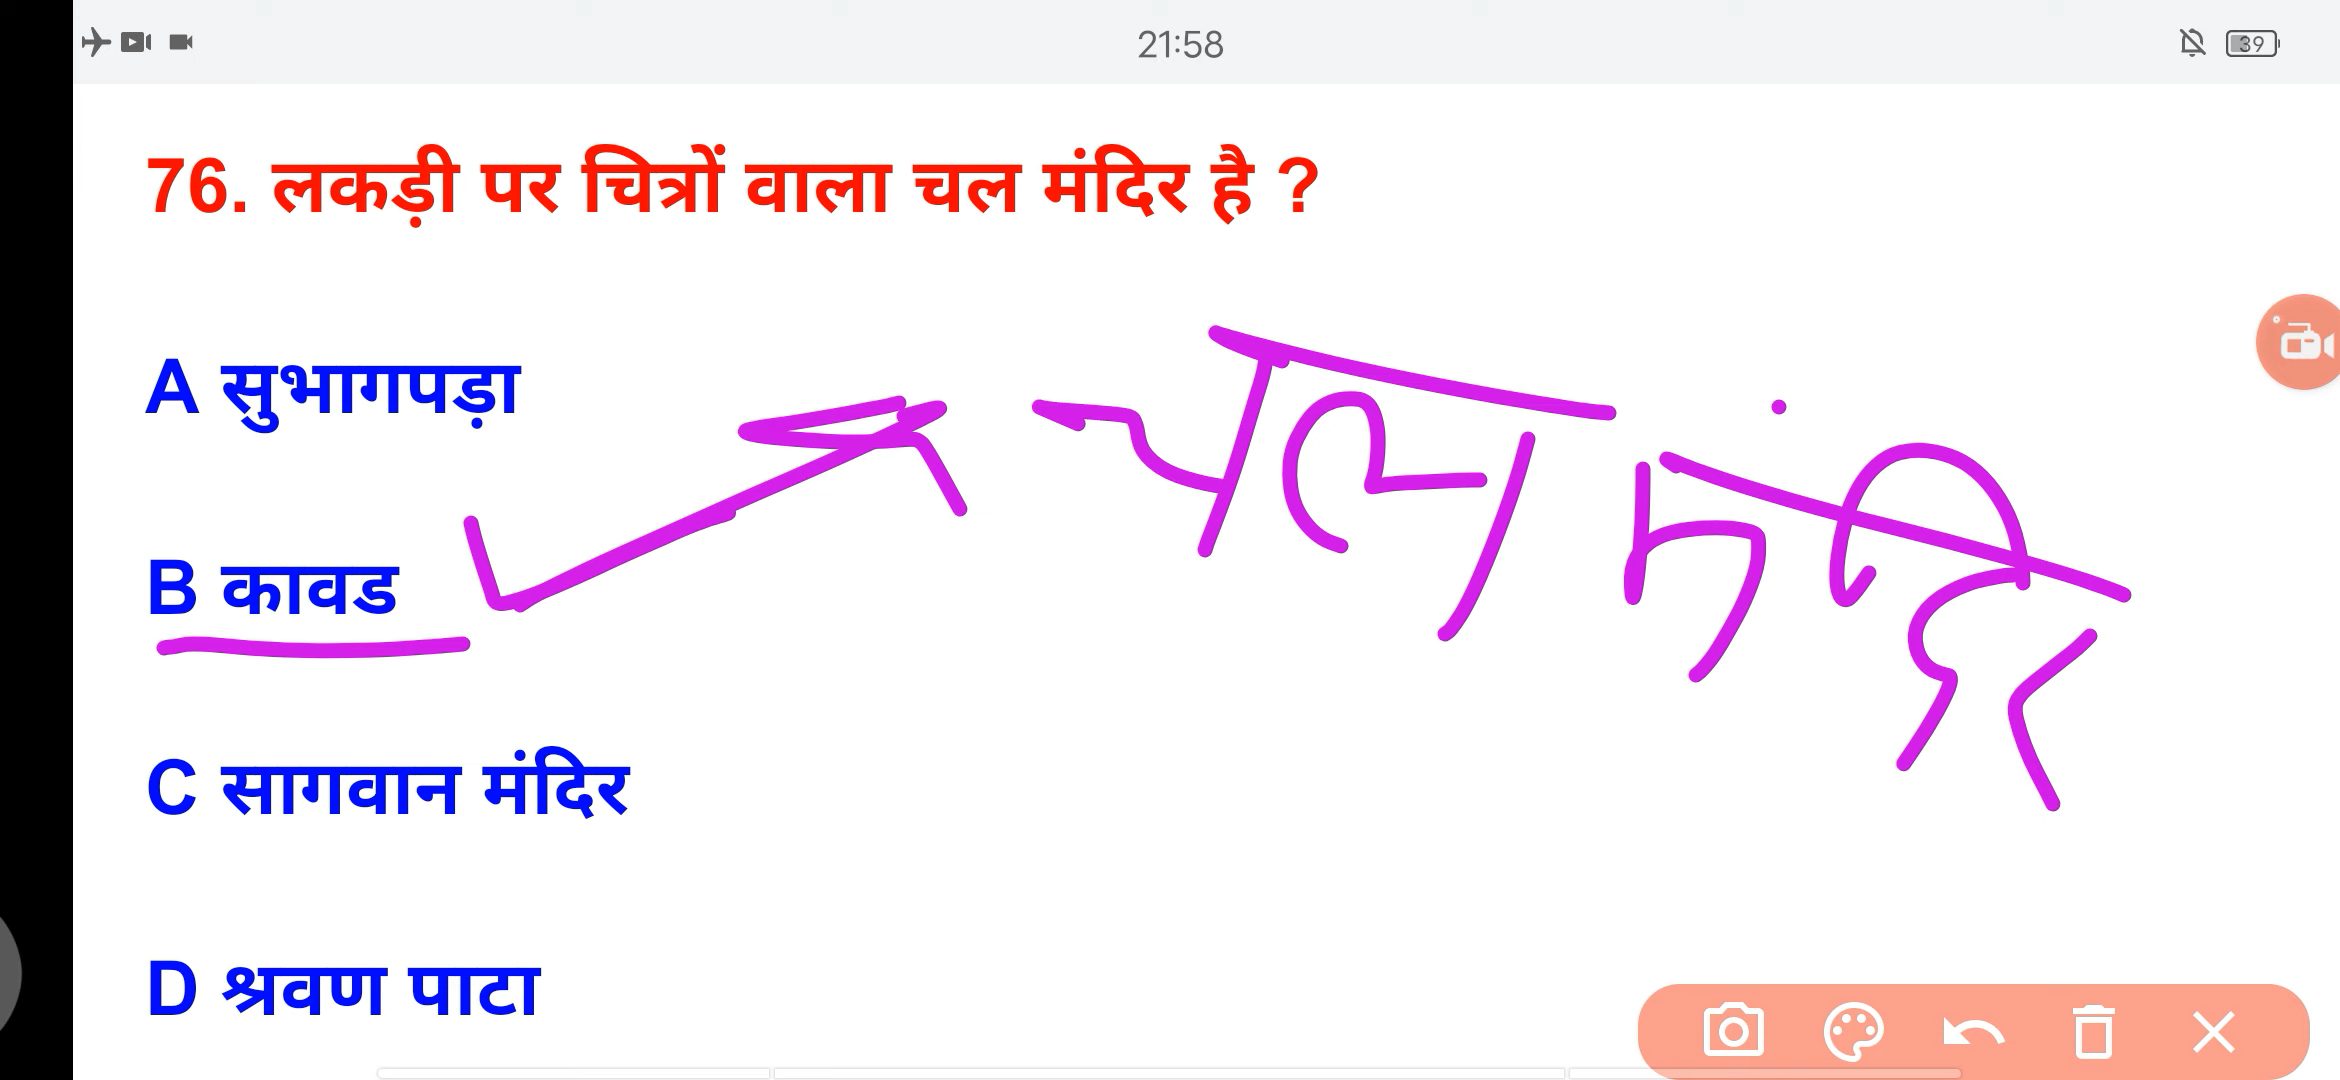 21:58
39
76. लकड़ी पर चित्रों वाला चल मंदिर है ?
A सुभागपड़ा
चल मंदिर
B कावड
C सागवान मंदिर
D श्रवण पाटा